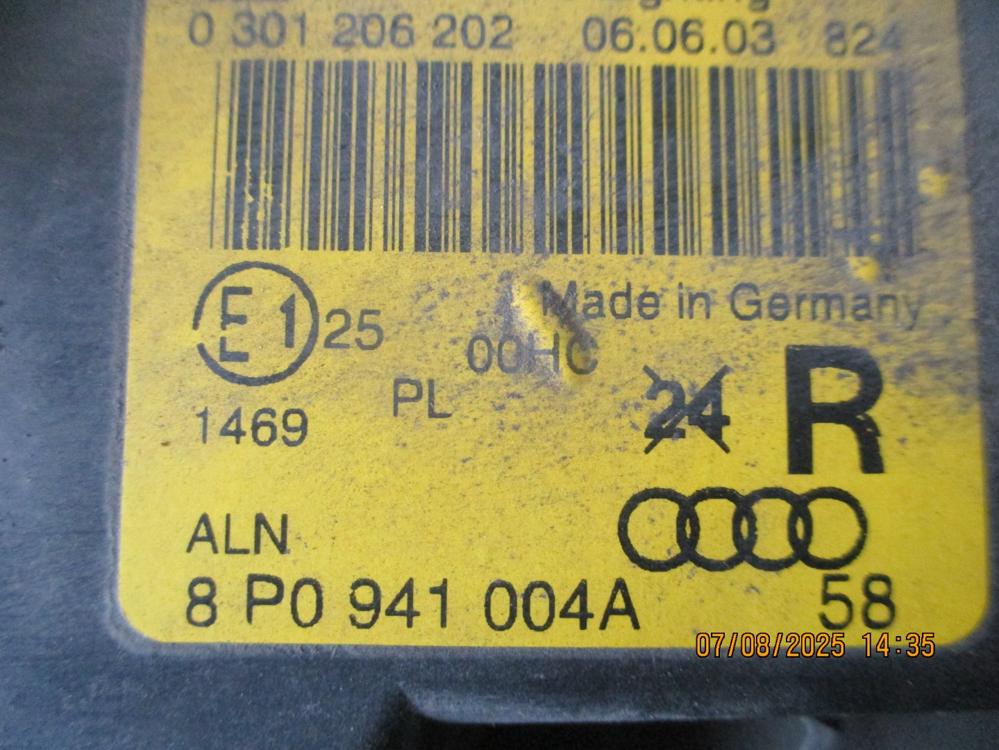 0 301 206 202 06.06.03 824
Made in Germany
E1 25
00HC
PL
24 R
1469
ALN
8 P0 941 004A 58
07/08/2025 14:35